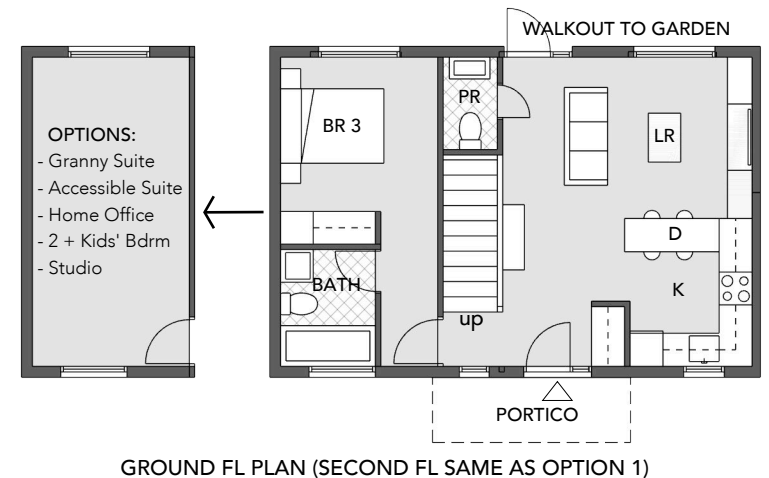 WALKOUT TO GARDEN
PR
BR 3
LR
OPTIONS:
- Granny Suite
- Accessible Suite
- Home Office
- 2 + Kids' Bdrm
- Studio
D
BATH
K
up
PORTICO
GROUND FL PLAN (SECOND FL SAME AS OPTION 1)